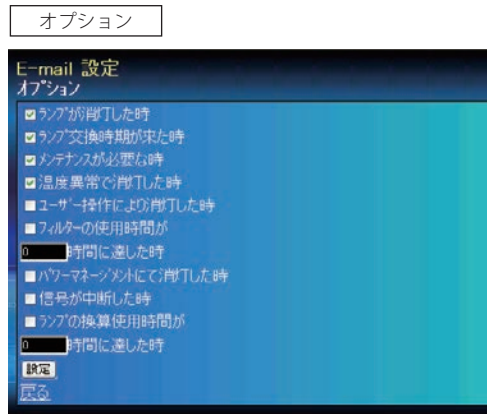 オプション
E-mail 設定
オプション
ランプが消灯した時
ランプ交換時期が来た時
メンテナンスが必要な時
温度異常で消灯した時
ユーザー操作により消灯した時
フィルターの使用時間が
0 時間に達した時
パワーマネージメントにて消灯した時
信号が中断した時
ランプの換算使用時間が
0 時間に達した時
設定
戻る